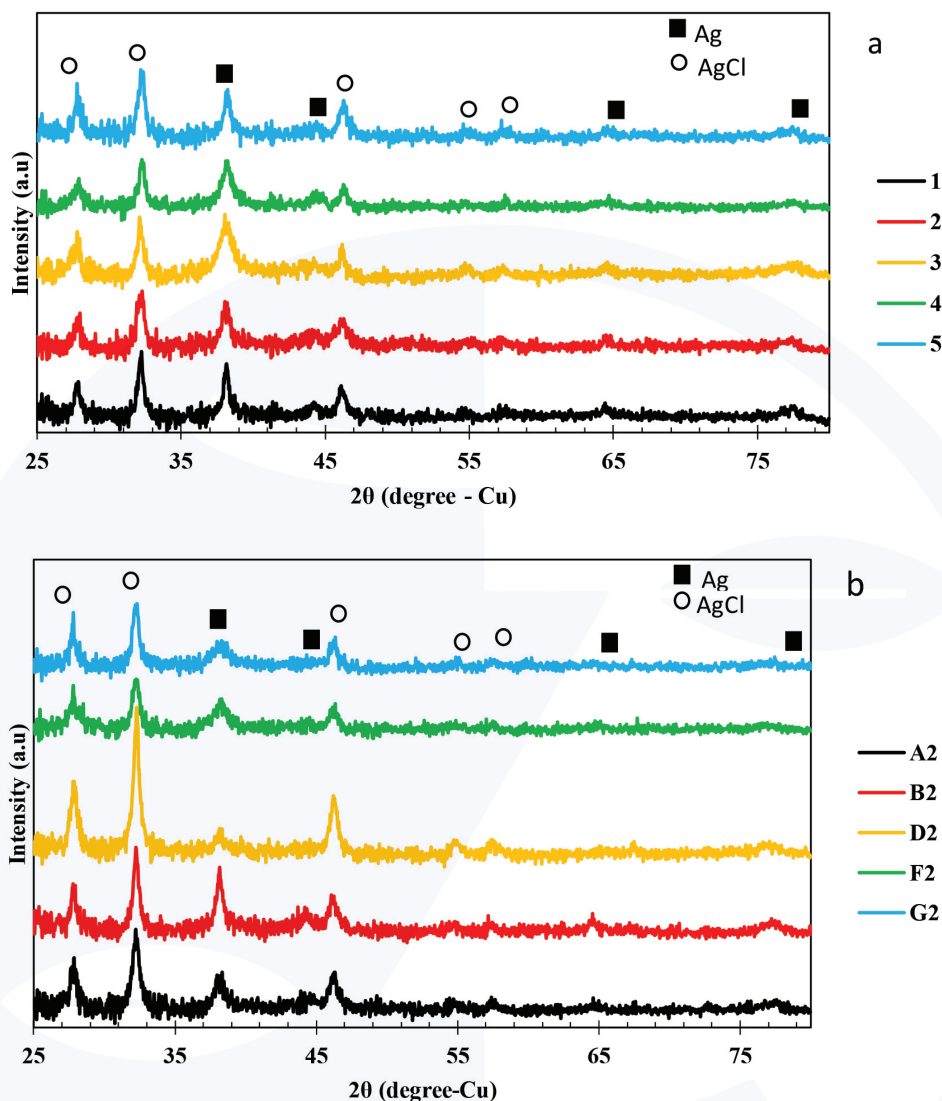 Ag
AgCl
a
Intensity (a.u)
1
2
3
4
5
25 35 45 55 65 75
2θ (degree - Cu)
Ag
AgCl
b
Intensity (a.u)
A2
B2
D2
F2
G2
25 35 45 55 65 75
2θ (degree-Cu)